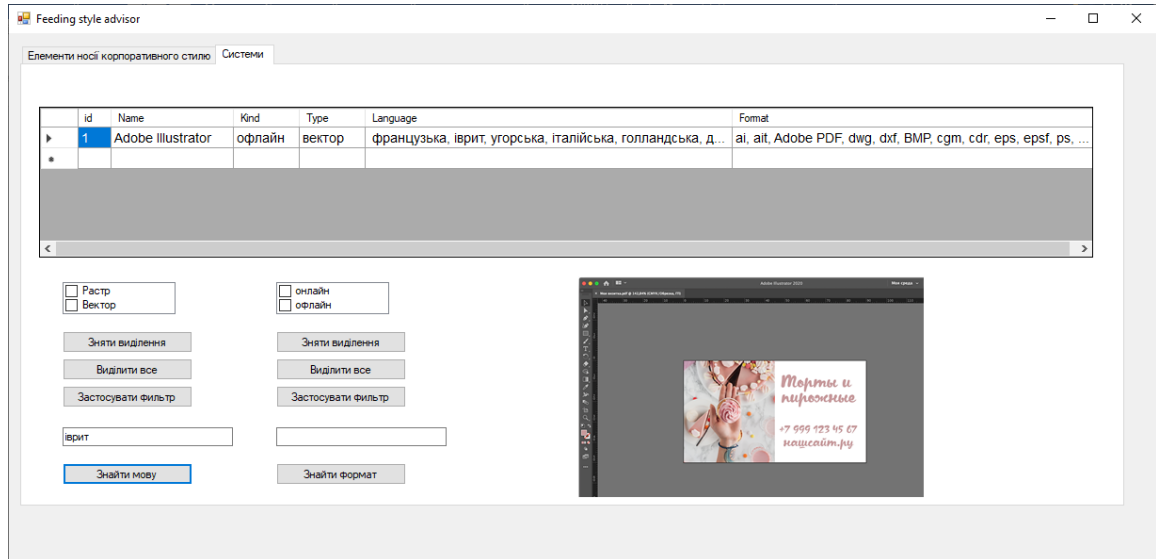 Feeding style advisor
Елементи носії корпоративного стилю Системи
id Name Kind Type Language Format
1 Adobe Illustrator офлайн вектор французька, іврит, угорська, італійська, голландська, д... ai, ait, Adobe PDF, dwg, dxf, BMP, cgm, cdr, eps, epsf, ps, ...
Растр
Вектор
онлайн
офлайн
Зняти виділення Зняти виділення
Виділити все Виділити все
Застосувати фильтр Застосувати фильтр
іврит
Знайти мову Знайти формат
Adobe Illustrator 2020
Моя среда
Торты и
пирожные
+7 999 123 45 67
нашсайт.ру